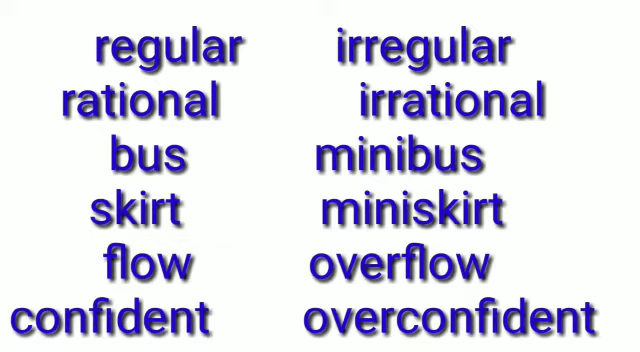 regular irregular
rational irrational
bus minibus
skirt miniskirt
flow overflow
confident overconfident